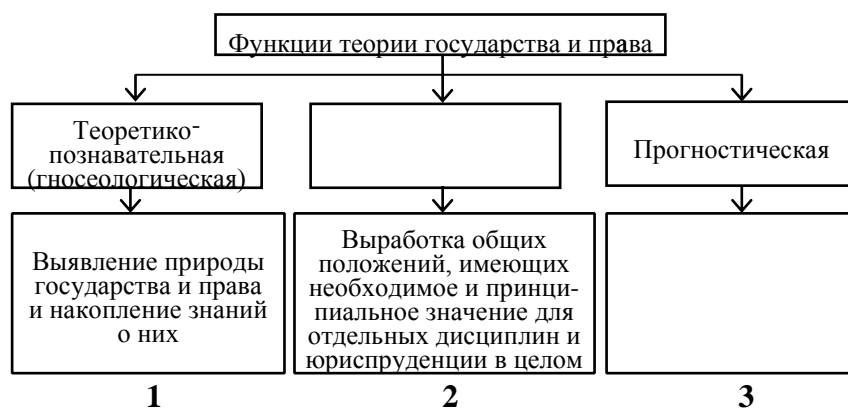 Функции теории государства и права
Теоретико-
познавательная
(гносеологическая)
Прогностическая
Выявление природы
государства и права
и накопление знаний
о них
Выработка общих
положений, имеющих
необходимое и принци-
пиальное значение для
отдельных дисциплин и
юриспруденции в целом
1
2
3